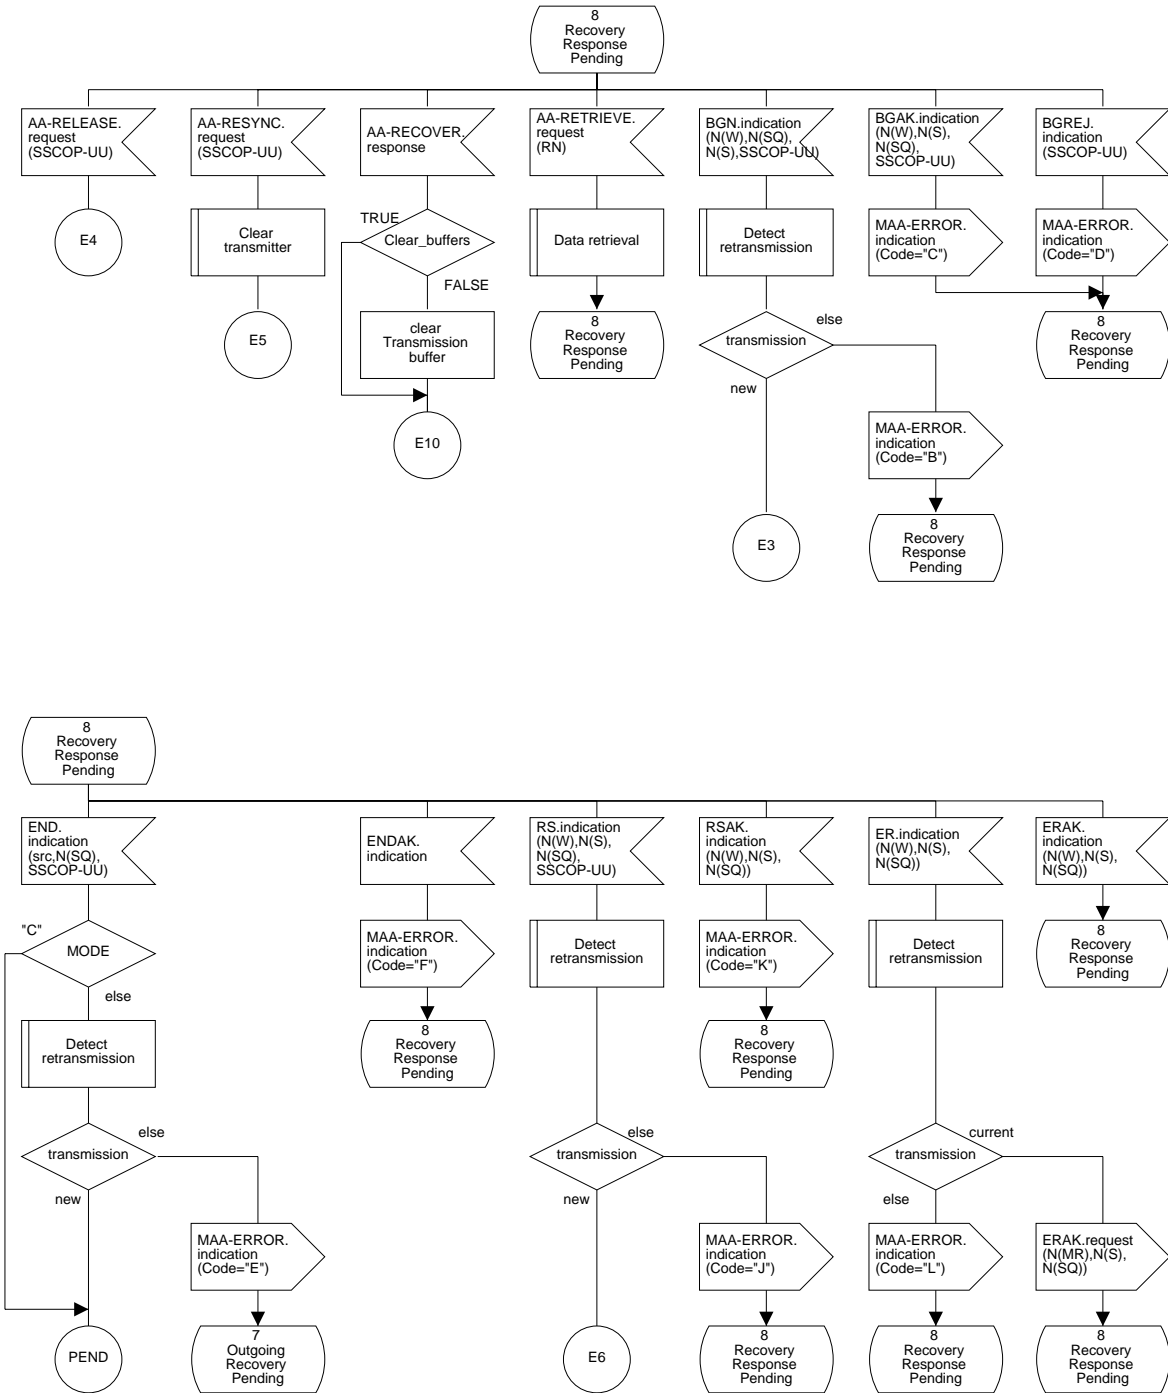 8
Recovery
Response
Pending
AA-RELEASE.
request
(SSCOP-UU)
AA-RESYNC.
request
(SSCOP-UU)
AA-RECOVER.
response
AA-RETRIEVE.
request
(RN)
BGN.indication
(N(W),N(SQ),
N(S),SSCOP-UU)
BGAK.indication
(N(W),N(S),
N(SQ),
SSCOP-UU)
BGREJ.
indication
(SSCOP-UU)
E4
Clear
transmitter
TRUE
Clear_buffers
FALSE
Data retrieval
Detect
retransmission
MAA-ERROR.
indication
(Code="C")
MAA-ERROR.
indication
(Code="D")
E5
clear
Transmission
buffer
8
Recovery
Response
Pending
transmission
else
new
8
Recovery
Response
Pending
E10
MAA-ERROR.
indication
(Code="B")
E3
8
Recovery
Response
Pending
8
Recovery
Response
Pending
END.
indication
(src,N(SQ),
SSCOP-UU)
ENDAK.
indication
RS.indication
(N(W),N(S),
N(SQ),
SSCOP-UU)
RSAK.
indication
(N(W),N(S),
N(SQ))
ER.indication
(N(W),N(S),
N(SQ))
ERAK.
indication
(N(W),N(S),
N(SQ))
"C"
MODE
else
MAA-ERROR.
indication
(Code="F")
Detect
retransmission
MAA-ERROR.
indication
(Code="K")
Detect
retransmission
8
Recovery
Response
Pending
Detect
retransmission
8
Recovery
Response
Pending
8
Recovery
Response
Pending
transmission
else
new
transmission
else
new
transmission
current
else
MAA-ERROR.
indication
(Code="E")
MAA-ERROR.
indication
(Code="J")
MAA-ERROR.
indication
(Code="L")
ERAK.request
(N(MR),N(S),
N(SQ))
PEND
7
Outgoing
Recovery
Pending
E6
8
Recovery
Response
Pending
8
Recovery
Response
Pending
8
Recovery
Response
Pending